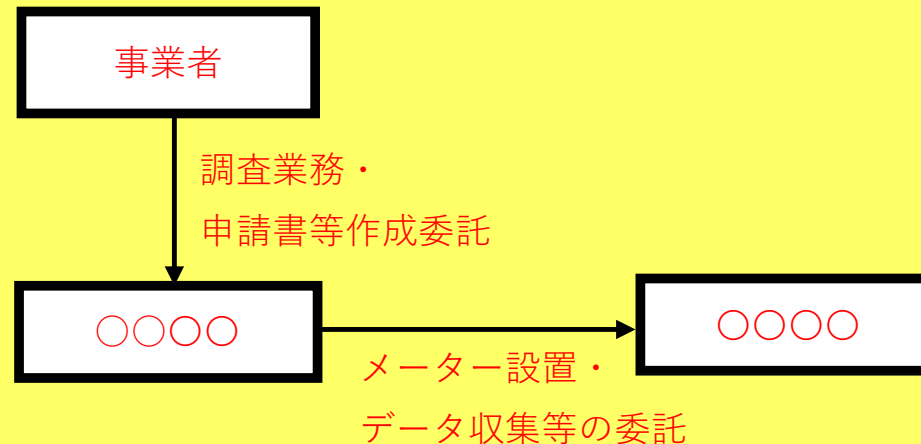 事業者
調査業務・
申請書等作成委託
○○○○
○○○○
メーター設置・
データ収集等の委託